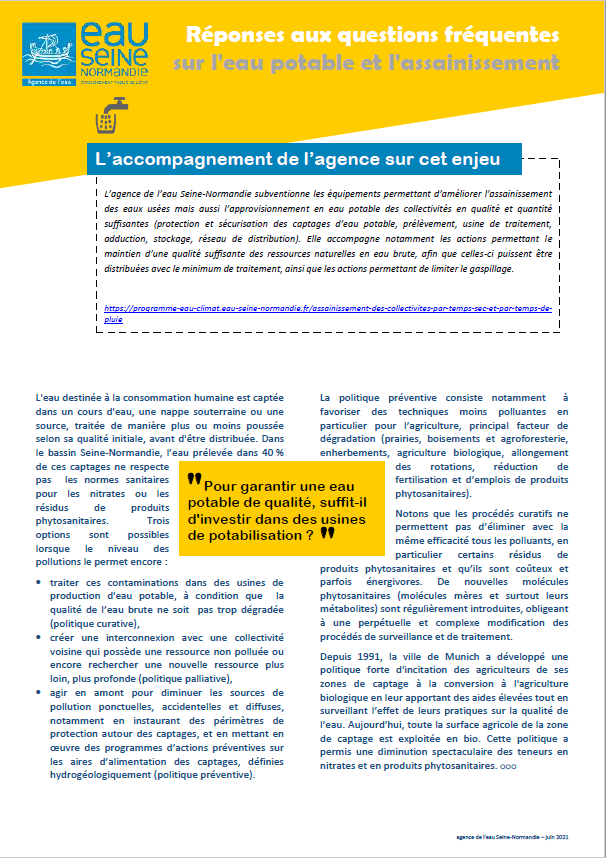 eau
SEINE
NORMANDIE
Agence de l'eau
ÉTABLISSEMENT PUBLIC DE L'ÉTAT
Réponses aux questions fréquentes
sur l'eau potable et l'assainissement
L'accompagnement de l'agence sur cet enjeu
L'agence de l'eau Seine-Normandie subventionne les équipements permettant d'améliorer l'assainissement
des eaux usées mais aussi l'approvisionnement en eau potable des collectivités en qualité et quantité
suffisantes (protection et sécurisation des captages d'eau potable, prélèvement, usine de traitement,
adduction, stockage, réseau de distribution). Elle accompagne notamment les actions permettant le
maintien d'une qualité suffisante des ressources naturelles en eau brute, afin que celles-ci puissent être
distribuées avec le minimum de traitement, ainsi que les actions permettant de limiter le gaspillage.
https://programme-eau-climat.eau-seine-normandie.fr/assainissement-des-collectivites-par-temps-sec-et-par-temps-de-
pluie
L'eau destinée à la consommation humaine est captée
dans un cours d'eau, une nappe souterraine ou une
source, traitée de manière plus ou moins poussée
selon sa qualité initiale, avant d'être distribuée. Dans
le bassin Seine-Normandie, l'eau prélevée dans 40 %
de ces captages ne respecte
pas les normes sanitaires
pour les nitrates ou les
résidus de produits
phytosanitaires. Trois
options sont possibles
lorsque le niveau des
pollutions le permet encore :
• traiter ces contaminations dans des usines de
production d'eau potable, à condition que la
qualité de l'eau brute ne soit pas trop dégradée
(politique curative),
• créer une interconnexion avec une collectivité
voisine qui possède une ressource non polluée ou
encore rechercher une nouvelle ressource plus
loin, plus profonde (politique palliative),
• agir en amont pour diminuer les sources de
pollution ponctuelles, accidentelles et diffuses,
notamment en instaurant des périmètres de
protection autour des captages, et en mettant en
œuvre des programmes d'actions préventives sur
les aires d'alimentation des captages, définies
hydrogéologiquement (politique préventive).
"Pour garantir une eau
potable de qualité, suffit-il
d'investir dans des usines
de potabilisation ? "
La politique préventive consiste notamment à
favoriser des techniques moins polluantes en
particulier pour l'agriculture, principal facteur de
dégradation (prairies, boisements et agroforesterie,
enherbements, agriculture biologique, allongement
des rotations, réduction de
fertilisation et d'emplois de produits
phytosanitaires).
Notons que les procédés curatifs ne
permettent pas d'éliminer avec la
même efficacité tous les polluants, en
particulier certains résidus de
produits phytosanitaires et qu'ils sont coûteux et
parfois énergivores. De nouvelles molécules
phytosanitaires (molécules mères et surtout leurs
métabolites) sont régulièrement introduites, obligeant
à une perpétuelle et complexe modification des
procédés de surveillance et de traitement.
Depuis 1991, la ville de Munich a développé une
politique forte d'incitation des agriculteurs de ses
zones de captage à la conversion à l'agriculture
biologique en leur apportant des aides élevées tout en
surveillant l'effet de leurs pratiques sur la qualité de
l'eau. Aujourd'hui, toute la surface agricole de la zone
de captage est exploitée en bio. Cette politique a
permis une diminution spectaculaire des teneurs en
nitrates et en produits phytosanitaires. ooo
agence de l'eau Seine-Normandie – juin 2021